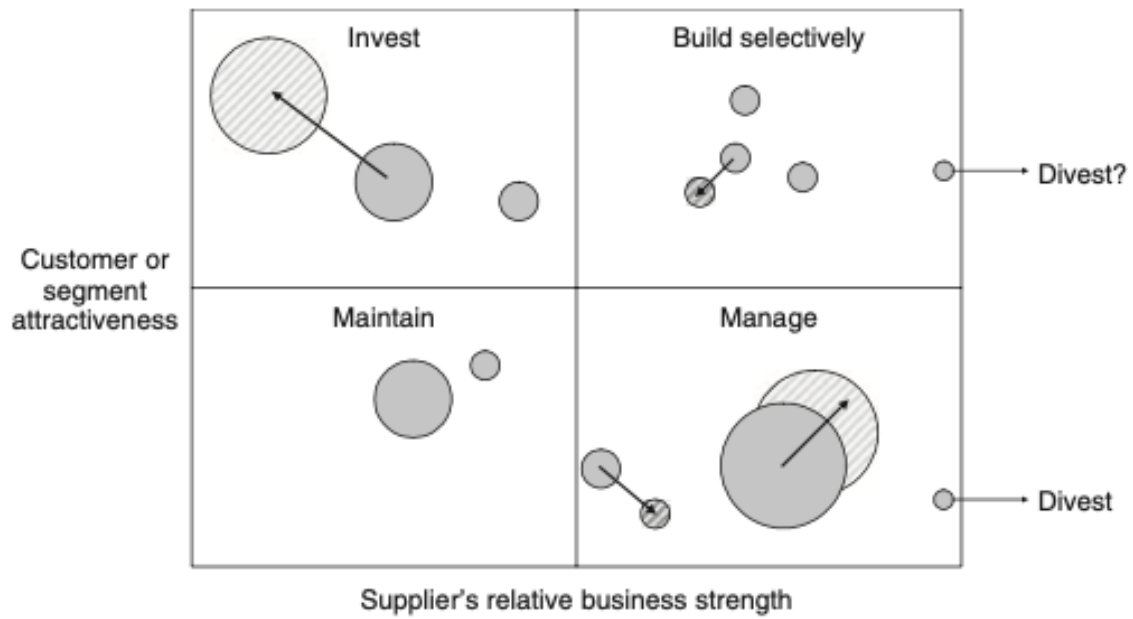 Invest
Build selectively
Divest?
Customer or
segment
attractiveness
Maintain
Manage
Divest
Supplier's relative business strength